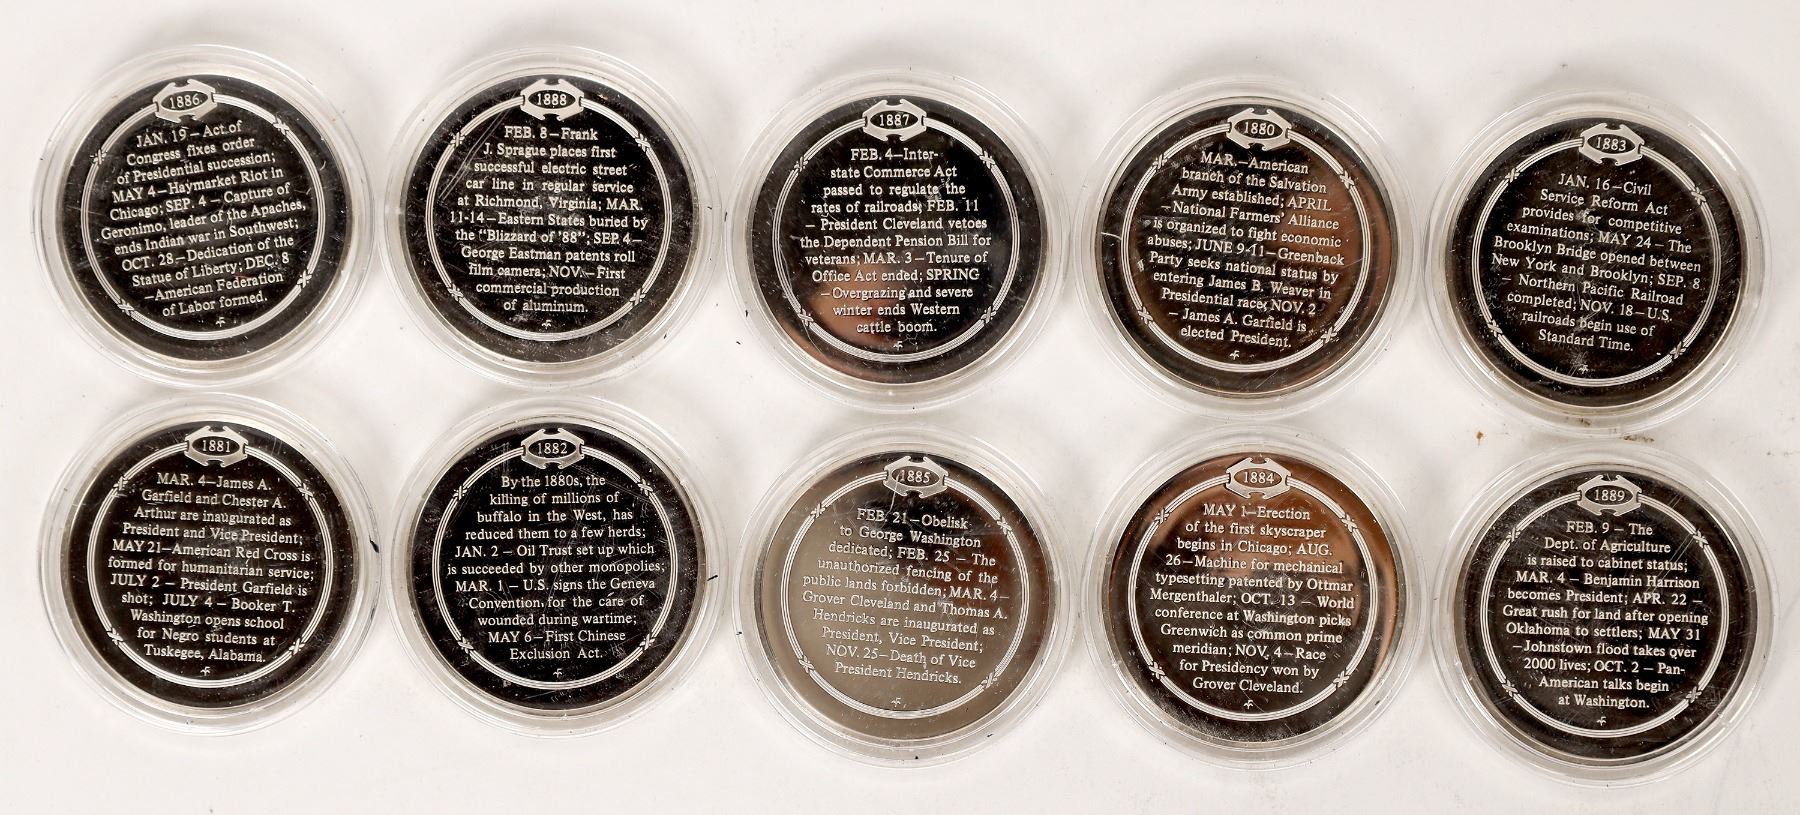 1886
JAN. 19 – Act of
Congress fixes order
of Presidential succession;
MAY 4 – Haymarket Riot in
Chicago; SEP. 4 – Capture of
Geronimo, leader of the Apaches,
ends Indian war in Southwest;
OCT. 28 – Dedication of the
Statue of Liberty; DEC. 8
– American Federation
of Labor formed.
1888
FEB. 8 – Frank
J. Sprague places first
successful electric street
car line in regular service
at Richmond, Virginia; MAR.
11-14 – Eastern States buried by
the "Blizzard of '88"; SEP. 4 –
George Eastman patents roll
film camera; NOV. – First
commercial production
of aluminum.
1887
FEB. 4 – Inter-
state Commerce Act
passed to regulate the
rates of railroads; FEB. 11
– President Cleveland vetoes
the Dependent Pension Bill for
veterans; MAR. 3 – Tenure of
Office Act ended; SPRING
– Overgrazing and severe
winter ends Western
cattle boom.
1880
MAR. – American
branch of the Salvation
Army established; APRIL
– National Farmers' Alliance
is organized to fight economic
abuses; JUNE 9-11 – Greenback
Party seeks national status by
entering James B. Weaver in
Presidential race; NOV. 2
– James A. Garfield is
elected President.
1883
JAN. 16 – Civil
Service Reform Act
provides for competitive
examinations; MAY 24 – The
Brooklyn Bridge opened between
New York and Brooklyn; SEP. 8
– Northern Pacific Railroad
completed; NOV. 18 – U.S.
railroads begin use of
Standard Time.
1881
MAR. 4 – James A.
Garfield and Chester A.
Arthur are inaugurated as
President and Vice President;
MAY 21 – American Red Cross is
formed for humanitarian service;
JULY 2 – President Garfield is
shot; JULY 4 – Booker T.
Washington opens school
for Negro students at
Tuskegee, Alabama.
1882
By the 1880s, the
killing of millions of
buffalo in the West, has
reduced them to a few herds;
JAN. 2 – Oil Trust set up which
is succeeded by other monopolies;
MAR. 1 – U.S. signs the Geneva
Convention for the care of
wounded during wartime;
MAY 6 – First Chinese
Exclusion Act.
1885
FEB. 21 – Obelisk
to George Washington
dedicated; FEB. 25 – The
unauthorized fencing of the
public lands forbidden; MAR. 4 –
Grover Cleveland and Thomas A.
Hendricks are inaugurated as
President, Vice President;
NOV. 25 – Death of Vice
President Hendricks.
1884
MAY 1 – Erection
of the first skyscraper
begins in Chicago; AUG.
26 – Machine for mechanical
typesetting patented by Ottmar
Mergenthaler; OCT. 13 – World
conference at Washington picks
Greenwich as common prime
meridian; NOV. 4 – Race
for Presidency won by
Grover Cleveland.
1889
FEB. 9 – The
Dept. of Agriculture
is raised to cabinet status;
MAR. 4 – Benjamin Harrison
becomes President; APR. 22 –
Great rush for land after opening
Oklahoma to settlers; MAY 31
– Johnstown flood takes over
2000 lives; OCT. 2 – Pan-
American talks begin
at Washington.